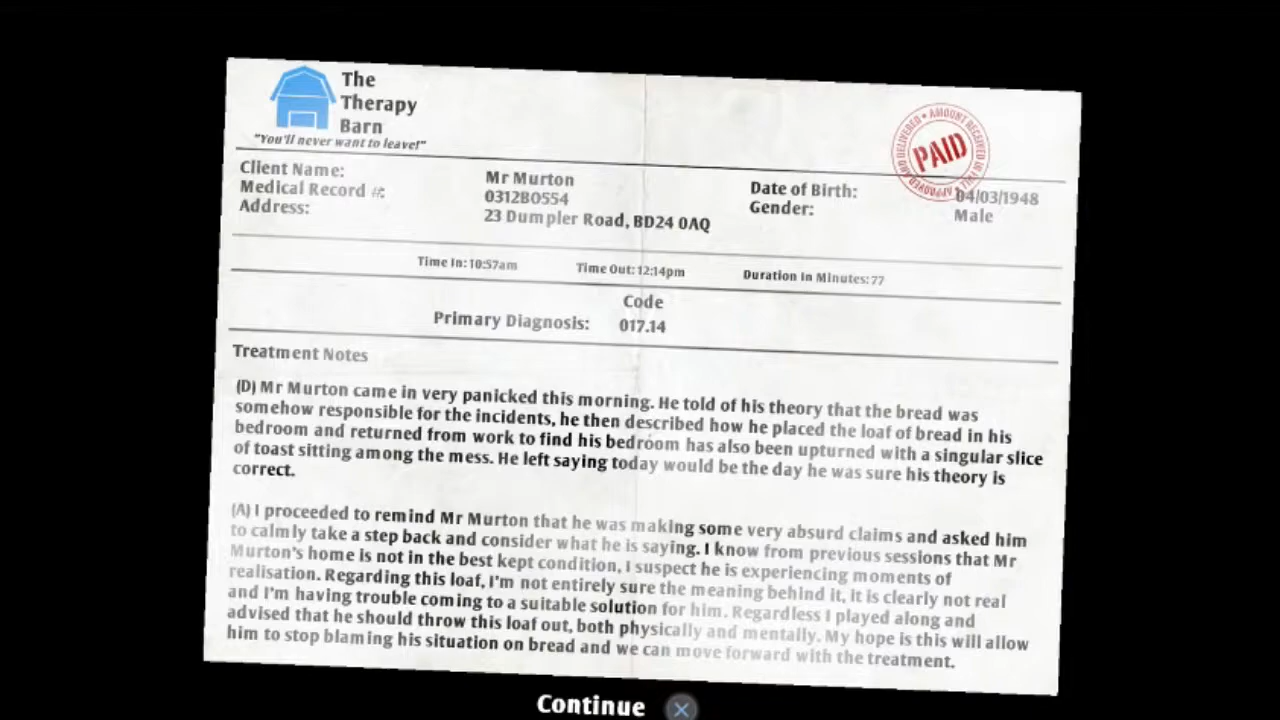 The
Therapy
Barn
"You'll never want to leave!"
DELIVERED • AMOUNT RECEIVED IN FULL
APPROVED AND
PAID
Client Name: Mr Murton Date of Birth: 04/03/1948
Medical Record #: 0312B0554 Gender: Male
Address: 23 Dumpler Road, BD24 0AQ
Time In: 10:57am Time Out: 12:14pm Duration in Minutes: 77
Code
Primary Diagnosis: 017.14
Treatment Notes
(D) Mr Murton came in very panicked this morning. He told of his theory that the bread was
somehow responsible for the incidents, he then described how he placed the loaf of bread in his
bedroom and returned from work to find his bedroom has also been upturned with a singular slice
of toast sitting among the mess. He left saying today would be the day he was sure his theory is
correct.
(A) I proceeded to remind Mr Murton that he was making some very absurd claims and asked him
to calmly take a step back and consider what he is saying. I know from previous sessions that Mr
Murton's home is not in the best kept condition, I suspect he is experiencing moments of
realisation. Regarding this loaf, I'm not entirely sure the meaning behind it, it is clearly not real
and I'm having trouble coming to a suitable solution for him. Regardless I played along and
advised that he should throw this loaf out, both physically and mentally. My hope is this will allow
him to stop blaming his situation on bread and we can move forward with the treatment.
Continue